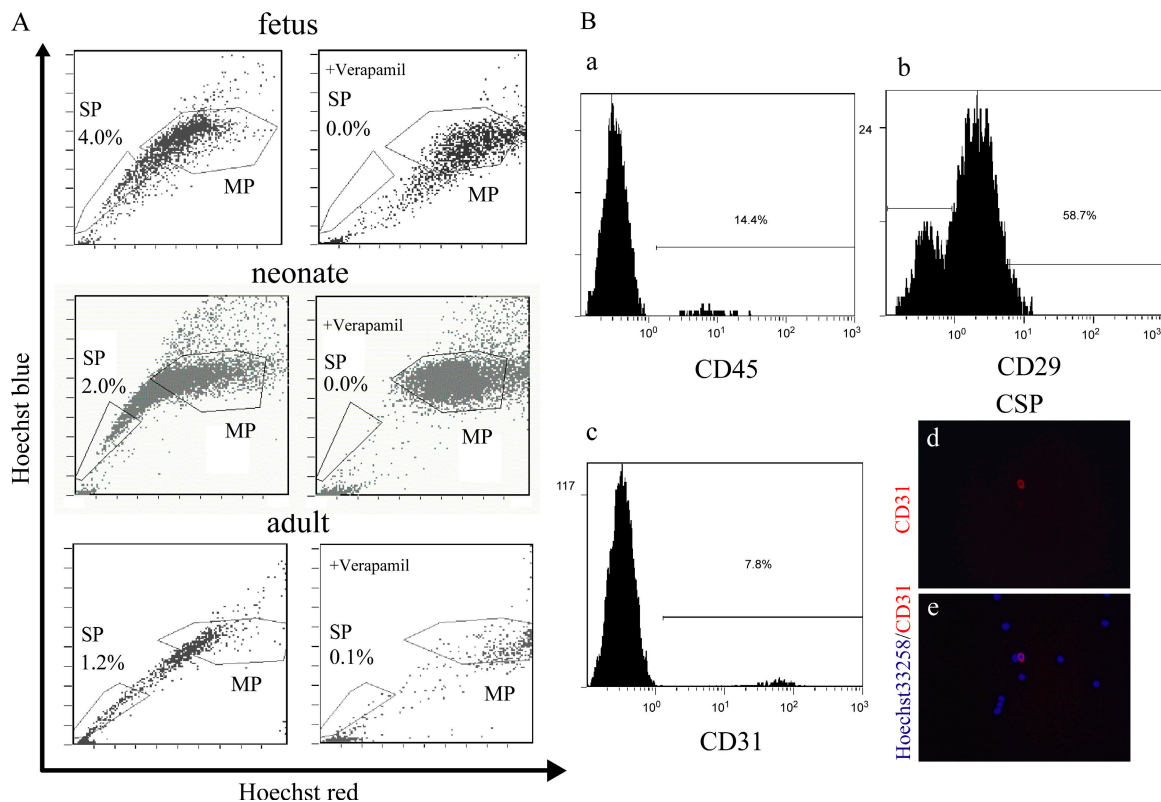 A
fetus
SP
4.0%
MP
+Verapamil
SP
0.0%
MP
neonate
SP
2.0%
MP
+Verapamil
SP
0.0%
MP
adult
SP
1.2%
MP
+Verapamil
SP
0.1%
MP
Hoechst blue
Hoechst red
B
a
14.4%
10⁰ 10¹ 10² 10³
CD45
b
24
58.7%
10⁰ 10¹ 10² 10³
CD29
c
117
7.8%
10⁰ 10¹ 10² 10³
CD31
CSP
d
CD31
e
Hoechst33258/CD31